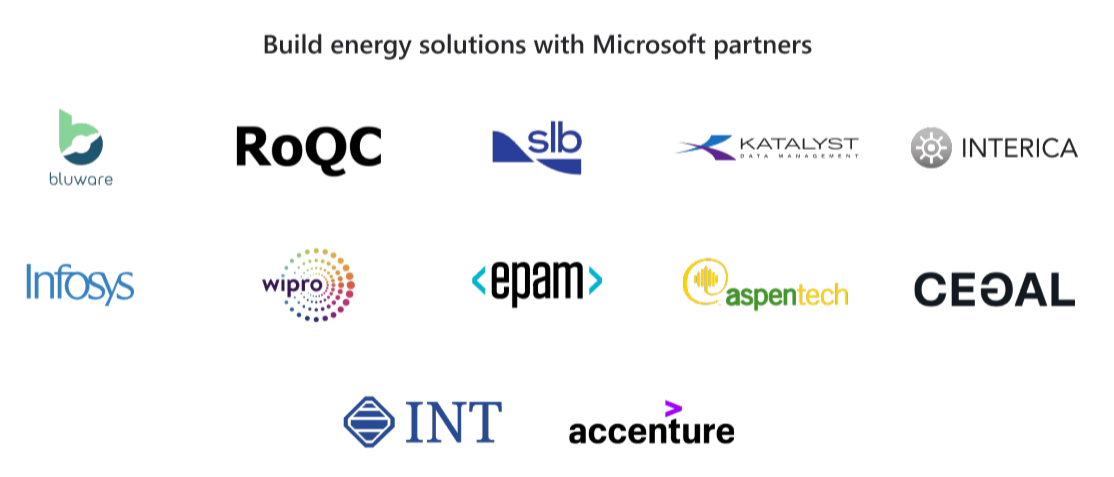 Build energy solutions with Microsoft partners
bluware
RoQC
slb
KATALYST
DATA MANAGEMENT
INTERICA
Infosys
wipro
<epam>
aspentech
CEGAL
INT
>
accenture